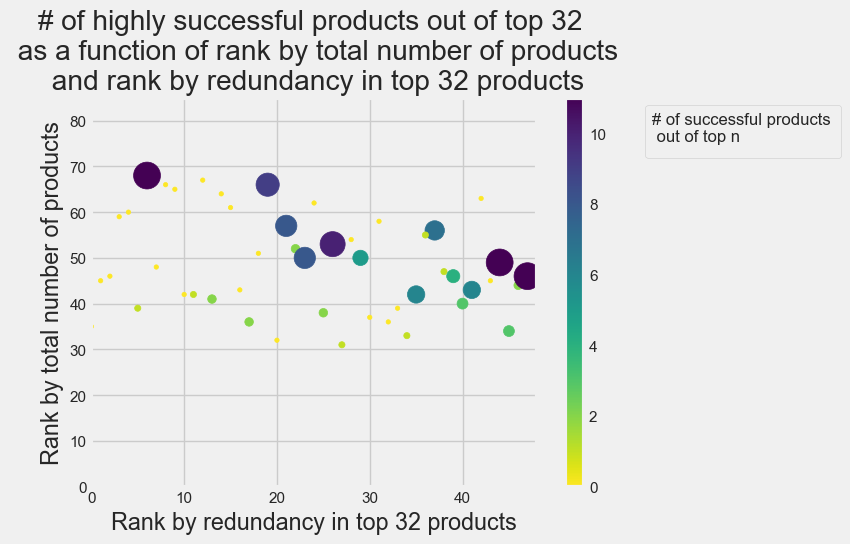 # of highly successful products out of top 32
as a function of rank by total number of products
and rank by redundancy in top 32 products
Rank by total number of products
80
70
60
50
40
30
20
10
0
0
10
20
30
40
Rank by redundancy in top 32 products
10
8
6
4
2
0
# of successful products
out of top n